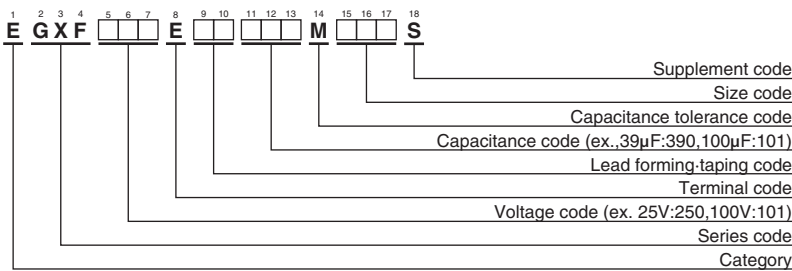 1 2 3 4 5 6 7 8 9 10 11 12 13 14 15 16 17 18
E GXF E M S
Supplement code
Size code
Capacitance tolerance code
Capacitance code (ex.,39µF:390,100µF:101)
Lead forming·taping code
Terminal code
Voltage code (ex. 25V:250,100V:101)
Series code
Category